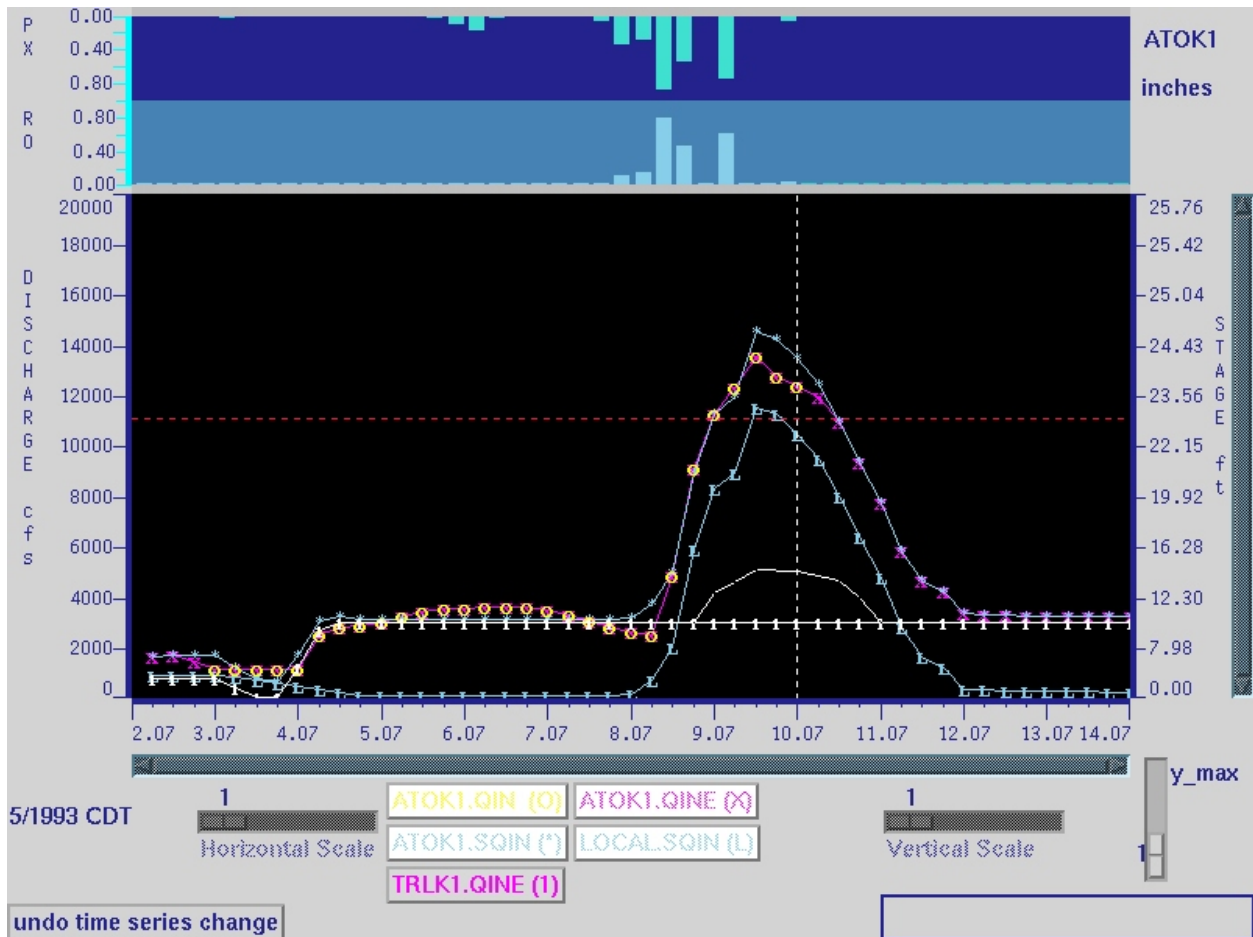 PX
0.00
0.40
0.80
ATOK1
inches
RO
0.80
0.40
0.00
DISCHARGE cfs
20000
18000
16000
14000
12000
10000
8000
6000
4000
2000
0
25.76
25.42
25.04
24.43
23.56
22.15
19.92
16.28
12.30
7.98
0.00
STAGE ft
2.07 3.07 4.07 5.07 6.07 7.07 8.07 9.07 10.07 11.07 12.07 13.07 14.07
5/1993 CDT
1
Horizontal Scale
ATOK1.QIN (O) ATOK1.QINE (X)
ATOK1.SQIN (*) LOCAL.SQIN (L)
TRLK1.QINE (1)
1
Vertical Scale
y_max
1
undo time series change